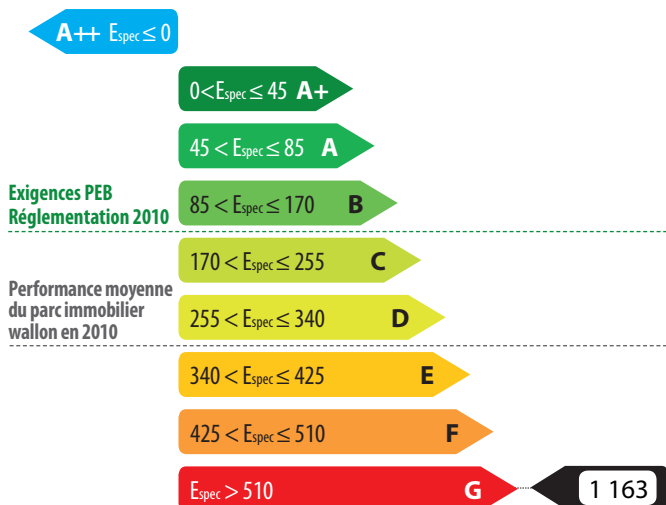 A++ Espec ≤ 0
0<Espec ≤ 45 A+
45 < Espec ≤ 85 A
Exigences PEB
Réglementation 2010
85 < Espec ≤ 170 B
170 < Espec ≤ 255 C
Performance moyenne
du parc immobilier
wallon en 2010
255 < Espec ≤ 340 D
340 < Espec ≤ 425 E
425 < Espec ≤ 510 F
Espec > 510 G
1 163